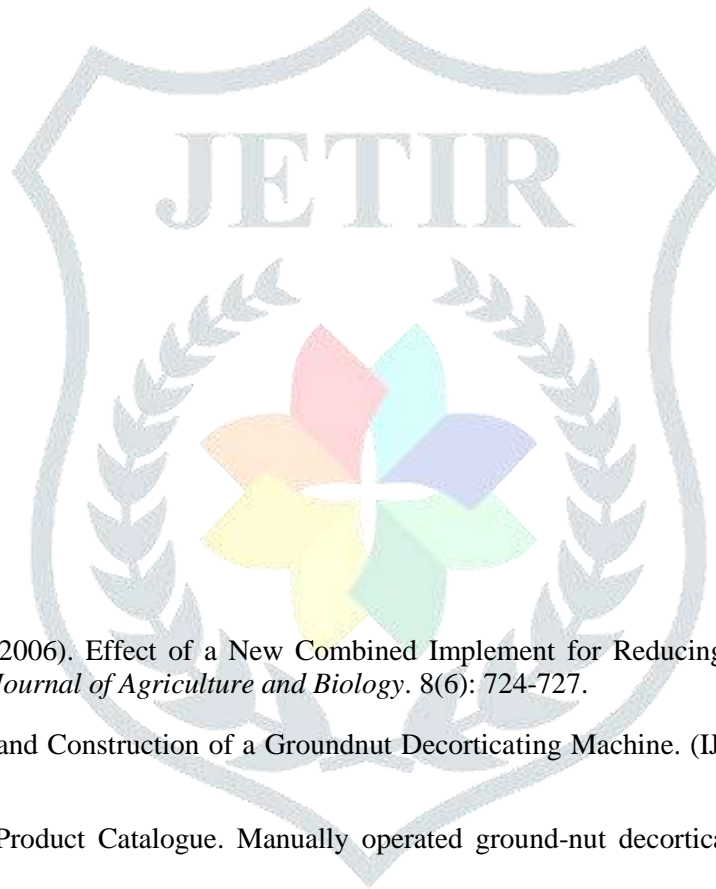 JETIR
2006). Effect of a New Combined Implement for Reducing
Journal of Agriculture and Biology. 8(6): 724-727.
and Construction of a Groundnut Decorticating Machine. (IJ
Product Catalogue. Manually operated ground-nut decortica